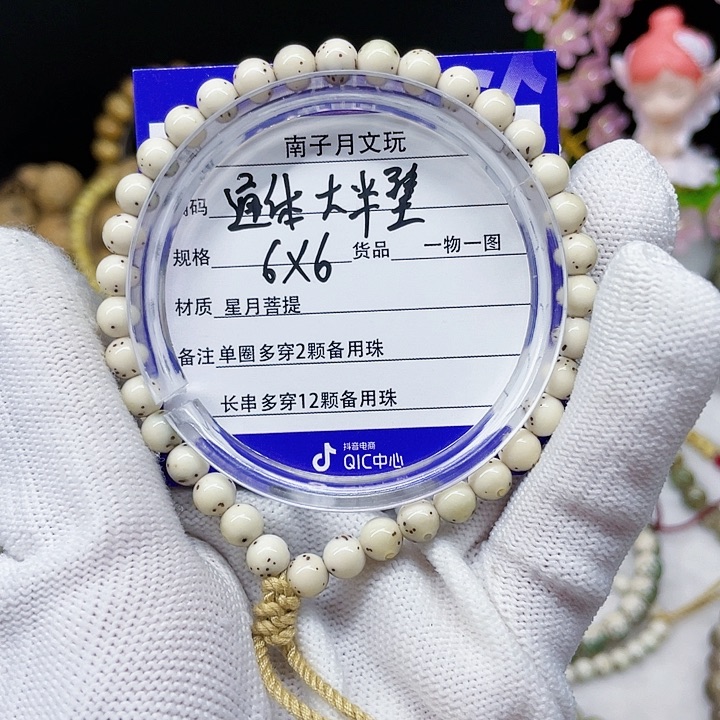 南子月文玩
码 通体大半璧
规格 6X6 货品 一物一图
材质 星月菩提
备注 单圈多穿2颗备用珠
长串多穿12颗备用珠
抖音电商
QIC中心